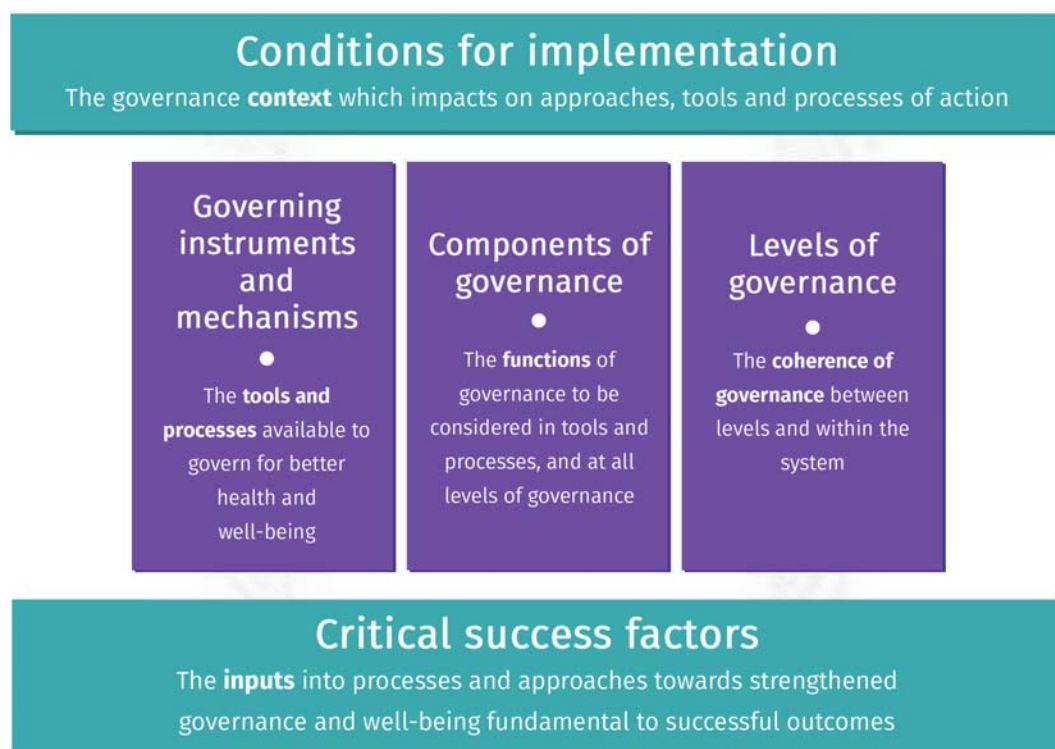 Conditions for implementation
The governance context which impacts on approaches, tools and processes of action
Governing
instruments
and
mechanisms
The tools and
processes available to
govern for better
health and
well-being
Components of
governance
The functions of
governance to be
considered in tools and
processes, and at all
levels of governance
Levels of
governance
The coherence of
governance between
levels and within the
system
Critical success factors
The inputs into processes and approaches towards strengthened
governance and well-being fundamental to successful outcomes